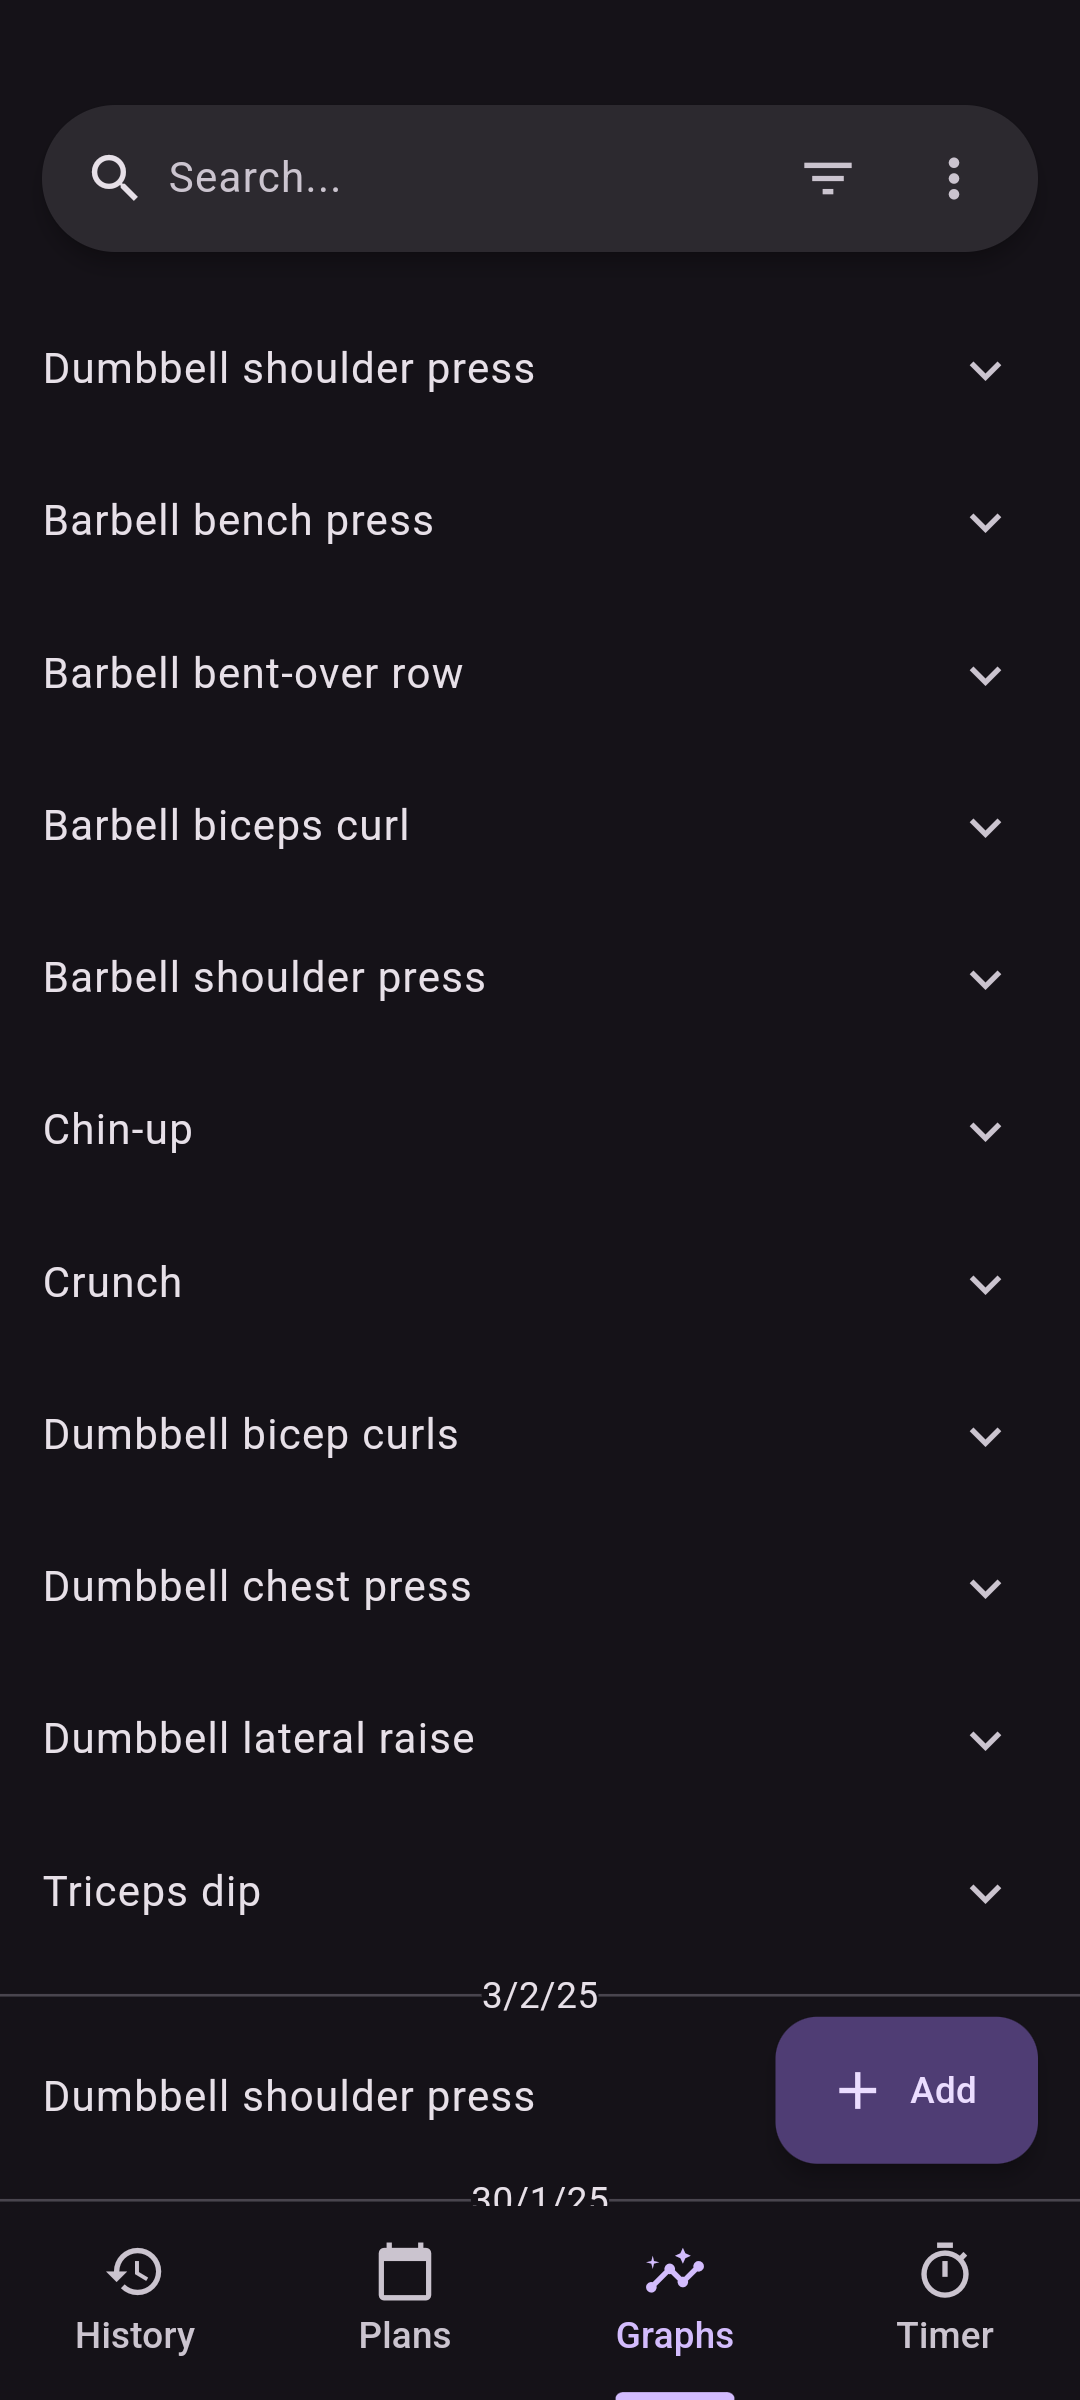 Search...
Dumbbell shoulder press
Barbell bench press
Barbell bent-over row
Barbell biceps curl
Barbell shoulder press
Chin-up
Crunch
Dumbbell bicep curls
Dumbbell chest press
Dumbbell lateral raise
Triceps dip
3/2/25
Dumbbell shoulder press
Add
30/1/25
History
Plans
Graphs
Timer